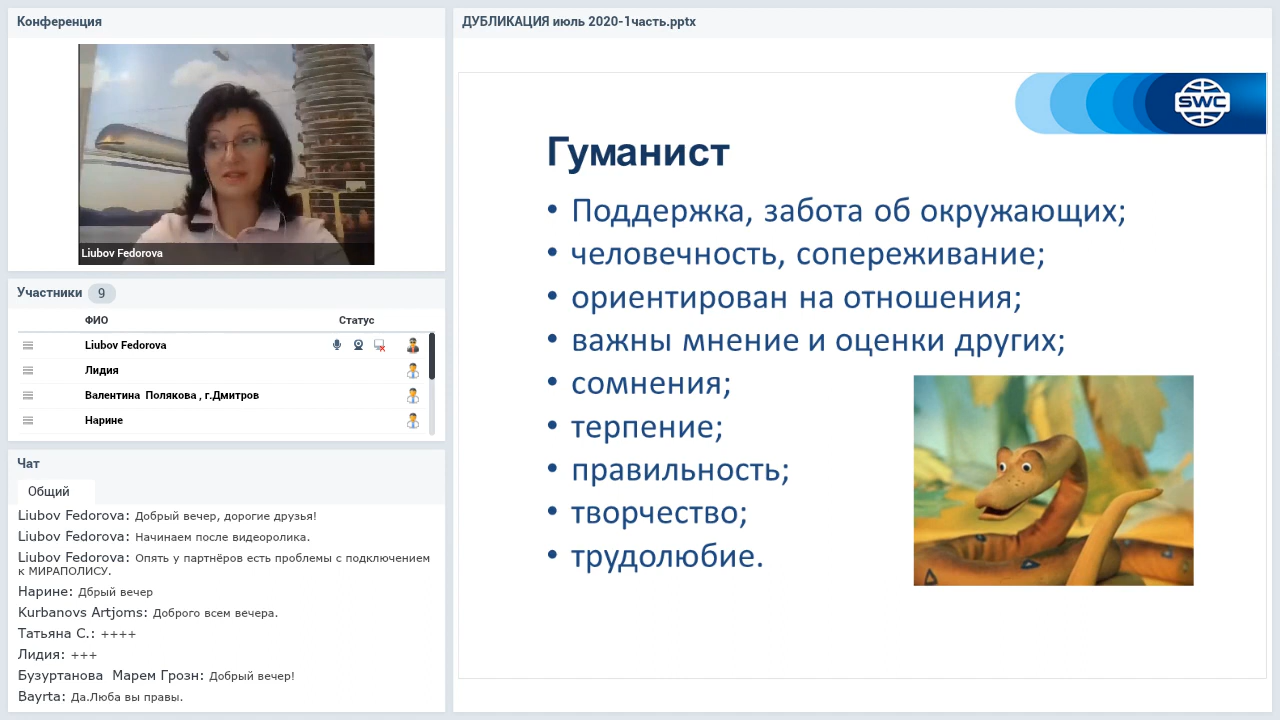 Конференция
Liubov Fedorova
Участники 9
ФИО Статус
Liubov Fedorova
Лидия
Валентина Полякова , г.Дмитров
Нарине
Чат
Общий
Liubov Fedorova: Добрый вечер, дорогие друзья!
Liubov Fedorova: Начинаем после видеоролика.
Liubov Fedorova: Опять у партнёров есть проблемы с подключением
к МИРАПОЛИСУ.
Нарине: Дбрый вечер
Kurbanovs Artjoms: Доброго всем вечера.
Татьяна С.: ++++
Лидия: +++
Бузуртанова Марем Грозн: Добрый вечер!
Bayrta: Да.Люба вы правы.
ДУБЛИКАЦИЯ июль 2020-1часть.pptx
SWC
Гуманист
• Поддержка, забота об окружающих;
• человечность, сопереживание;
• ориентирован на отношения;
• важны мнение и оценки других;
• сомнения;
• терпение;
• правильность;
• творчество;
• трудолюбие.